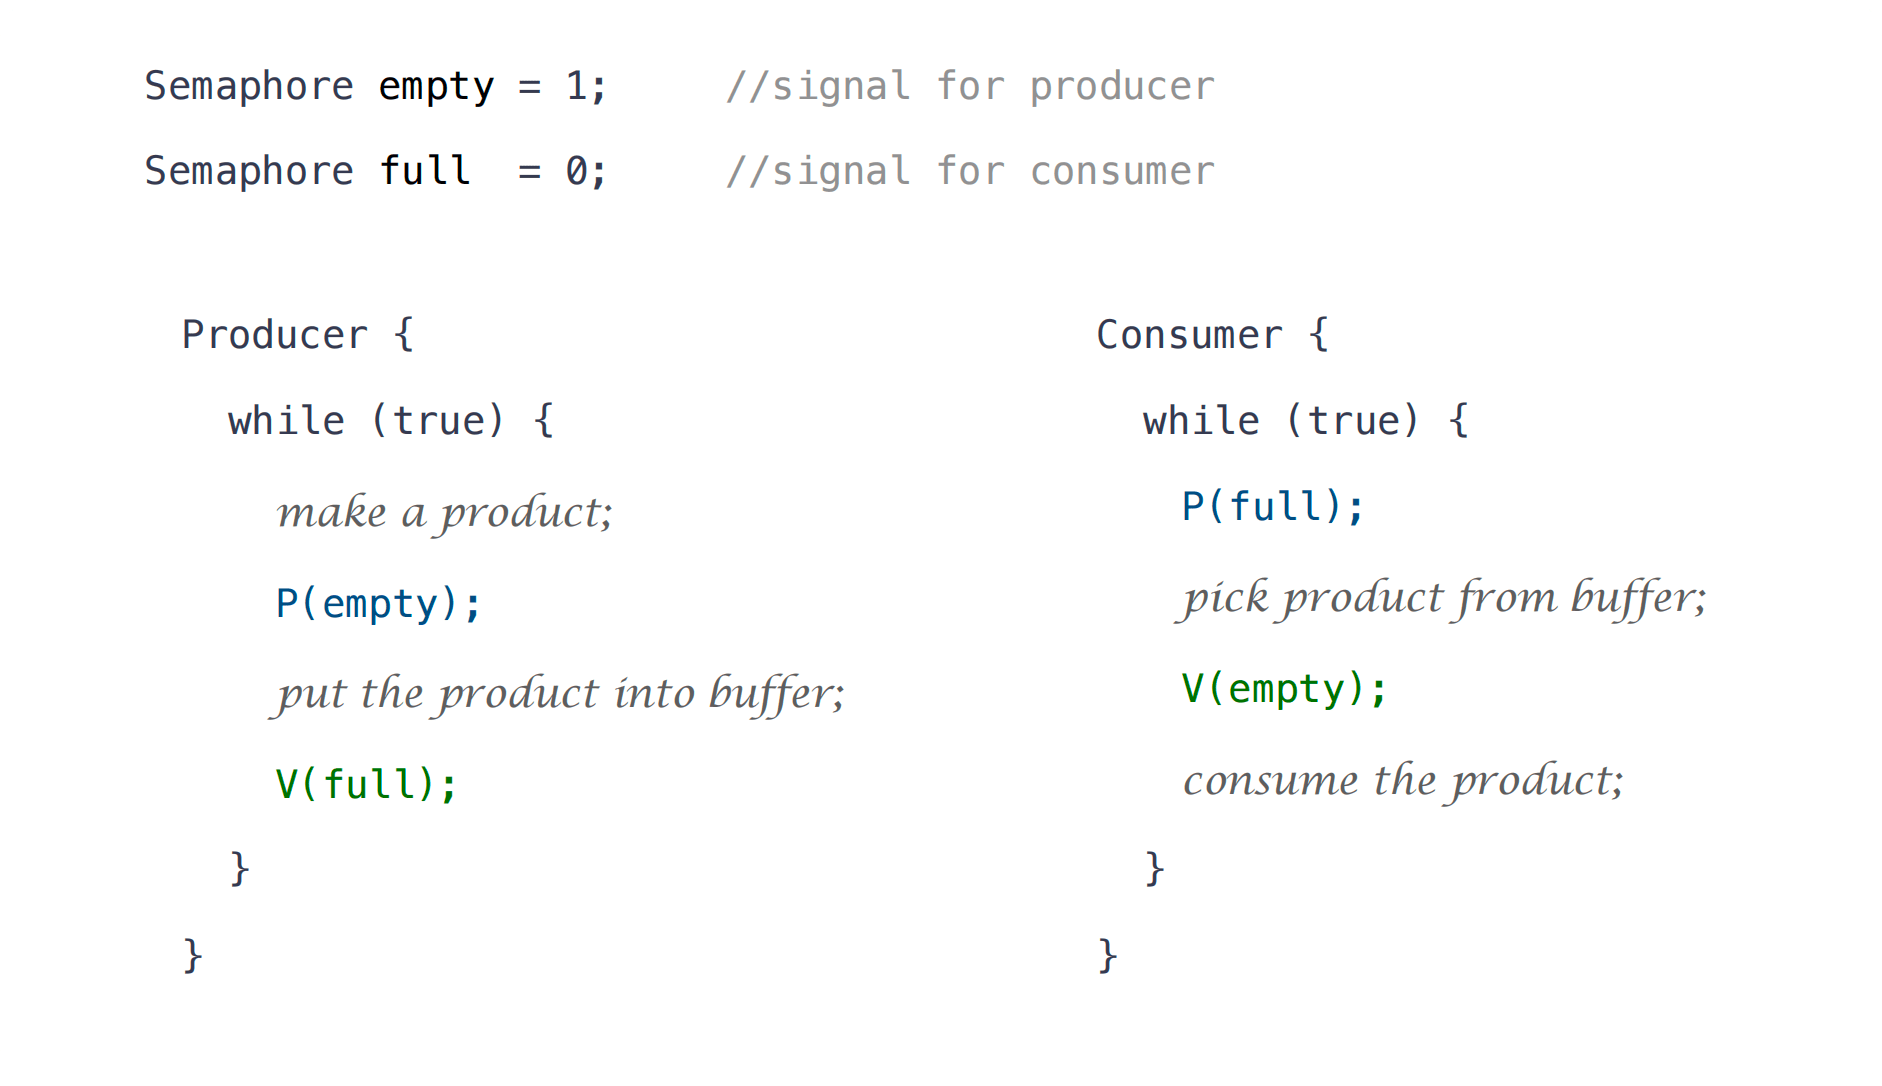 Semaphore empty = 1; //signal for producer
Semaphore full = 0; //signal for consumer
Producer {
while (true) {
make a product;
P(empty);
put the product into buffer;
V(full);
}
}
Consumer {
while (true) {
P(full);
pick product from buffer;
V(empty);
consume the product;
}
}